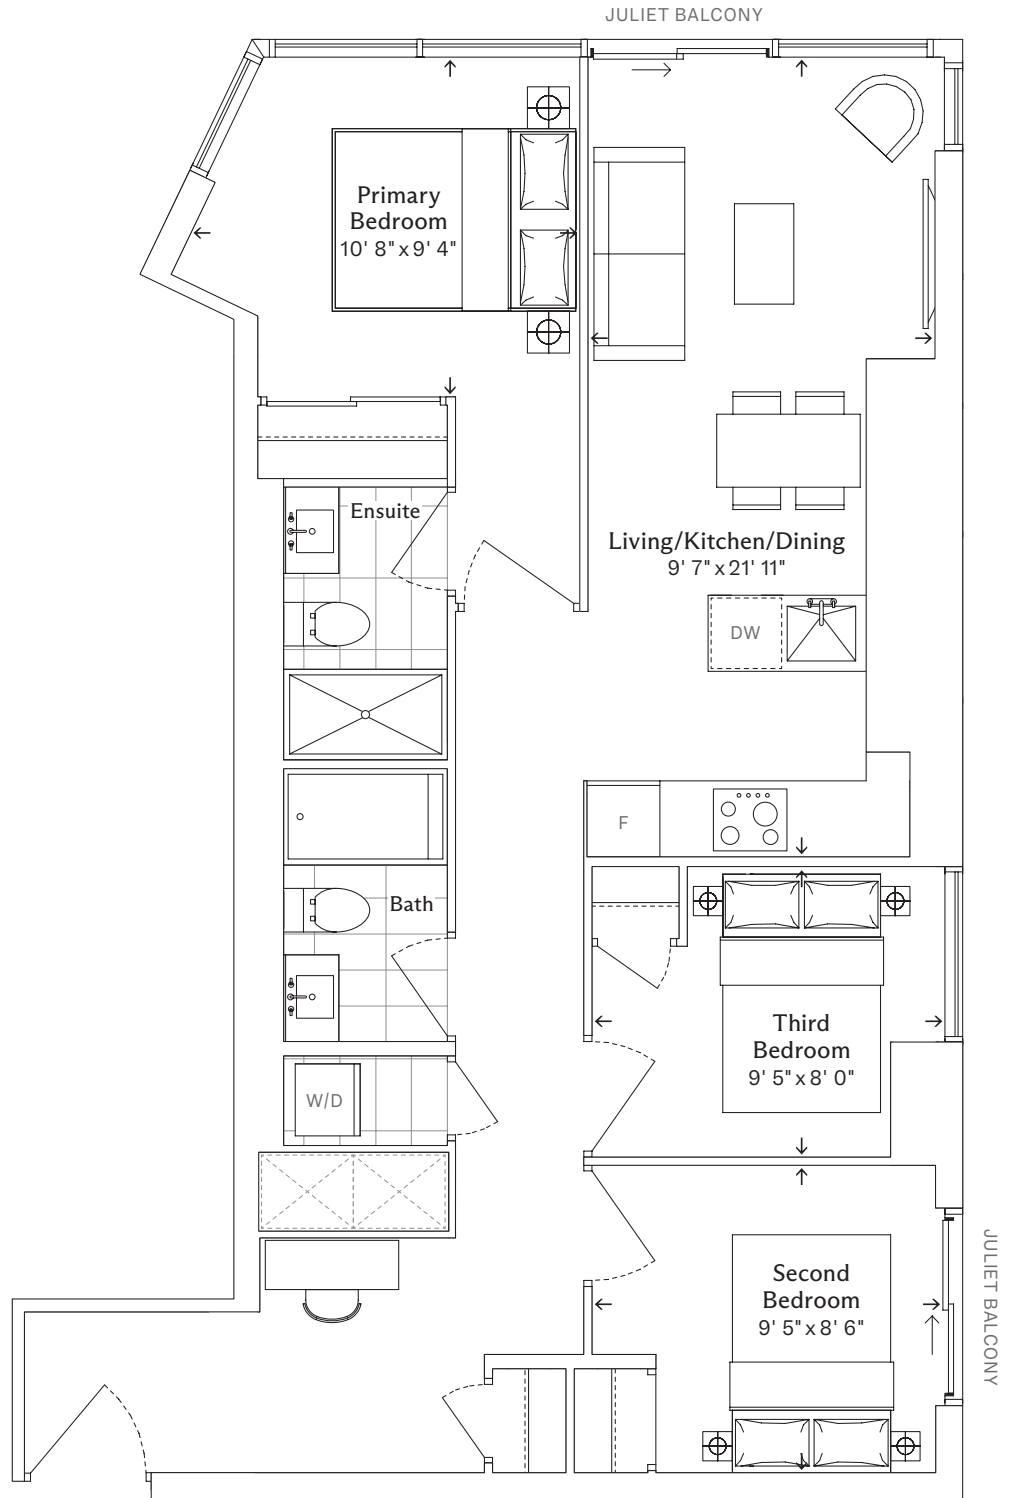 JULIET BALCONY
Primary
Bedroom
10' 8" x 9' 4"
Ensuite
Living/Kitchen/Dining
9' 7" x 21' 11"
DW
F
Bath
Third
Bedroom
9' 5" x 8' 0"
W/D
Second
Bedroom
9' 5" x 8' 6"
JULIET BALCONY